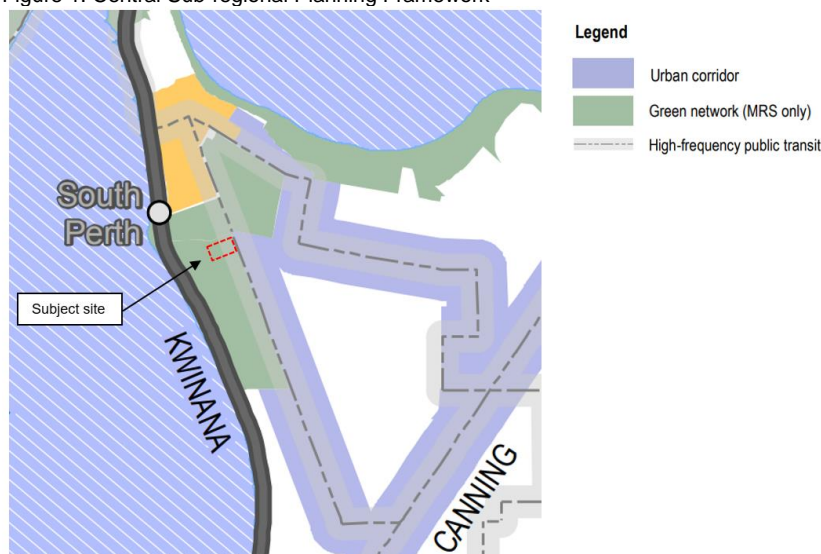 Figure 1: Central Sub-regional Planning Framework
Legend
Urban corridor
Green network (MRS only)
High-frequency public transit
South
Perth
Subject site
KWINANA
CANNING